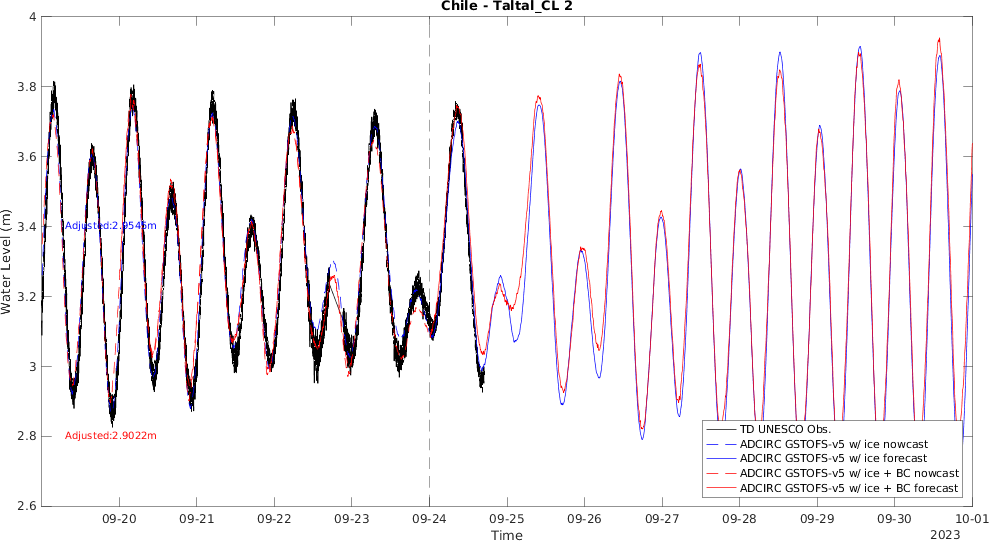 Chile - Taltal_CL 2
4
3.8
3.6
3.4
3.2
3
2.8
2.6
Water Level (m)
Adjusted:2.9545m
Adjusted:2.9022m
TD UNESCO Obs.
ADCIRC GSTOFS-v5 w/ ice nowcast
ADCIRC GSTOFS-v5 w/ ice forecast
ADCIRC GSTOFS-v5 w/ ice + BC nowcast
ADCIRC GSTOFS-v5 w/ ice + BC forecast
09-20 09-21 09-22 09-23 09-24 09-25 09-26 09-27 09-28 09-29 09-30 10-01
Time
2023